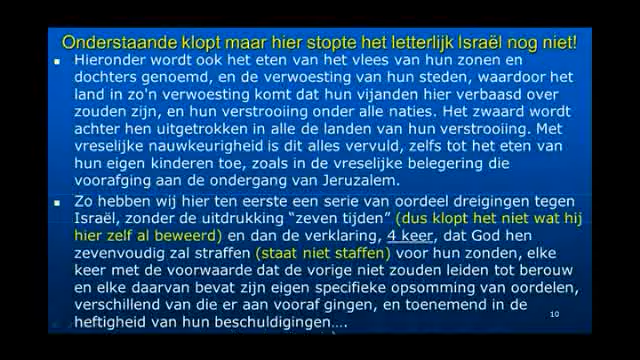 Onderstaande klopt maar hier stopte het letterlijk Israël nog niet!
Hieronder wordt ook het eten van het vlees van hun zonen en
dochters genoemd, en de verwoesting van hun steden, waardoor het
land in zo'n verwoesting komt dat hun vijanden hier verbaasd over
zouden zijn, en hun verstrooiing onder alle naties. Het zwaard wordt
achter hen uitgetrokken in alle de landen van hun verstrooiing. Met
vreselijke nauwkeurigheid is dit alles vervuld, zelfs tot het eten van
hun eigen kinderen toe, zoals in de vreselijke belegering die
voorafging aan de ondergang van Jeruzalem.
Zo hebben wij hier ten eerste een serie van oordeel dreigingen tegen
Israël, zonder de uitdrukking “zeven tijden” (dus klopt het niet wat hij
hier zelf al beweerd) en dan de verklaring, 4 keer, dat God hen
zevenvoudig zal straffen (staat niet staffen) voor hun zonden, elke
keer met de voorwaarde dat de vorige niet zouden leiden tot berouw
en elke daarvan bevat zijn eigen specifieke opsomming van oordelen,
verschillend van die er aan vooraf gingen, en toenemend in de
heftigheid van hun beschuldigingen….
10